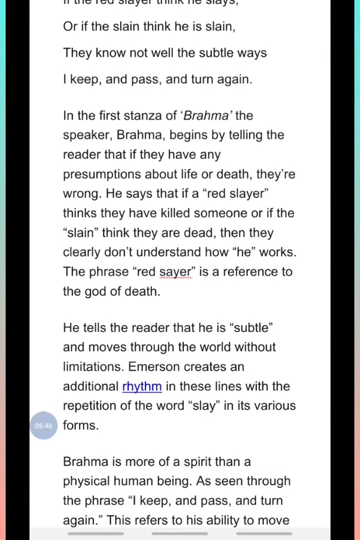 If the red slayer think he slays,
Or if the slain think he is slain,
They know not well the subtle ways
I keep, and pass, and turn again.
In the first stanza of ‘Brahma’ the
speaker, Brahma, begins by telling the
reader that if they have any
presumptions about life or death, they’re
wrong. He says that if a “red slayer”
thinks they have killed someone or if the
“slain” think they are dead, then they
clearly don’t understand how “he” works.
The phrase “red sayer” is a reference to
the god of death.
He tells the reader that he is “subtle”
and moves through the world without
limitations. Emerson creates an
additional rhythm in these lines with the
repetition of the word “slay” in its various
05:40
forms.
Brahma is more of a spirit than a
physical human being. As seen through
the phrase “I keep, and pass, and turn
again.” This refers to his ability to move